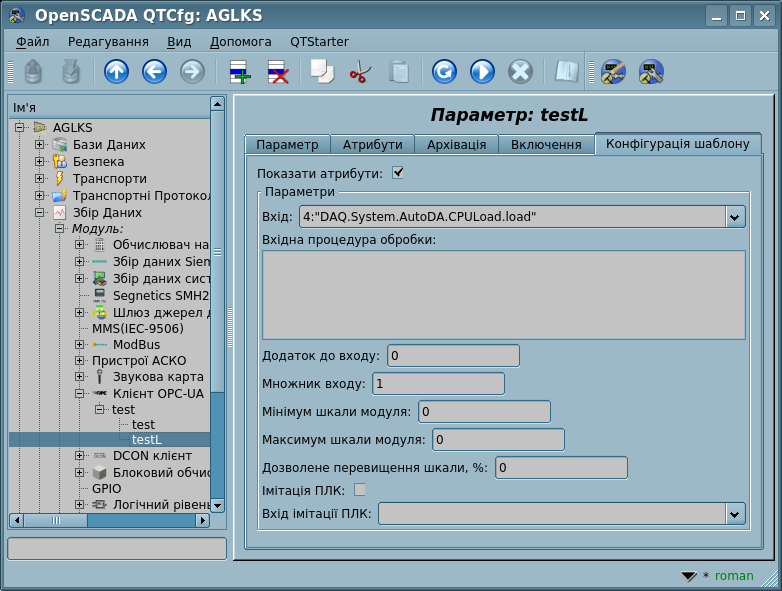 OpenSCADA QTCfg: AGLKS
Файл Редагування Вид Допомога QTStarter
Ім'я
AGLKS
Бази Даних
Безпека
Транспорти
Транспортні Протокол
Збір Даних
Модуль:
Обчислювач на
Збір даних Siem
Збір даних сист
Segnetics SMH2
Шлюз джерел д
MMS(IEC-9506)
ModBus
Пристрої АСКО
Звукова карта
Клієнт OPC-UA
test
test
testL
DCON клієнт
Блоковий обчис
GPIO
Логічний рівень
Параметр: testL
Параметр Атрибути Архівація Включення Конфігурація шаблону
Показати атрибути:
Параметри
Вхід: 4:"DAQ.System.AutoDA.CPULoad.load"
Вхідна процедура обробки:
Додаток до входу: 0
Множник входу: 1
Мінімум шкали модуля: 0
Максимум шкали модуля: 0
Дозволене перевищення шкали, %: 0
Імітація ПЛК:
Вхід імітації ПЛК:
* roman